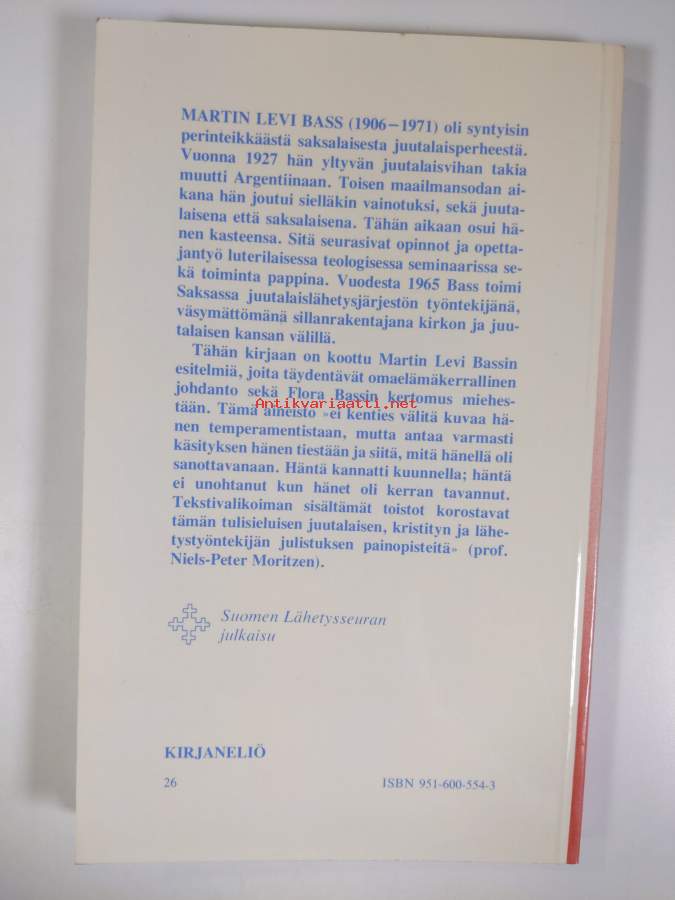 MARTIN LEVI BASS (1906–1971) oli syntyisin
perinteikkäästä saksalaisesta juutalaisperheestä.
Vuonna 1927 hän yltyvän juutalaisvihan takia
muutti Argentiinaan. Toisen maailmansodan ai-
kana hän joutui sielläkin vainotuksi, sekä juuta-
laisena että saksalaisena. Tähän aikaan osui hä-
nen kasteensa. Sitä seurasivat opinnot ja opetta-
jantyö luterilaisessa teologisessa seminaarissa se-
kä toiminta pappina. Vuodesta 1965 Bass toimi
Saksassa juutalaislähetysjärjestön työntekijänä,
väsymättömänä sillanrakentajana kirkon ja juu-
talaisen kansan välillä.
Tähän kirjaan on koottu Martin Levi Bassin
esitelmiä, joita täydentävät omaelämäkerrallinen
johdanto sekä Flora Bassin kertomus miehes-
tään. Tämä aineisto »ei kenties välitä kuvaa hä-
Antikvariaatti.net
nen temperamentistaan, mutta antaa varmasti
käsityksen hänen tiestään ja siitä, mitä hänellä oli
sanottavanaan. Häntä kannatti kuunnella; häntä
ei unohtanut kun hänet oli kerran tavannut.
Tekstivalikoiman sisältämät toistot korostavat
tämän tulisieluisen juutalaisen, kristityn ja lähe-
tystyöntekijän julistuksen painopisteitä» (prof.
Niels-Peter Moritzen).
Suomen Lähetysseuran
julkaisu
KIRJANELIÖ
26 ISBN 951-600-554-3